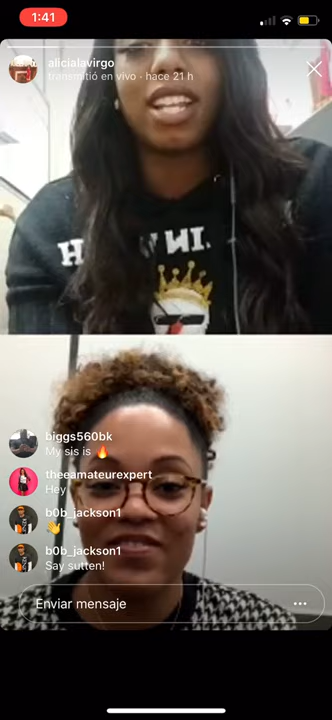 1:41
alicialavirgo
transmitió en vivo · hace 21 h
biggs560bk
My sis is 🔥
theeamateurexpert
Hey
b0b_jackson1
👋
b0b_jackson1
Say sutten!
Enviar mensaje